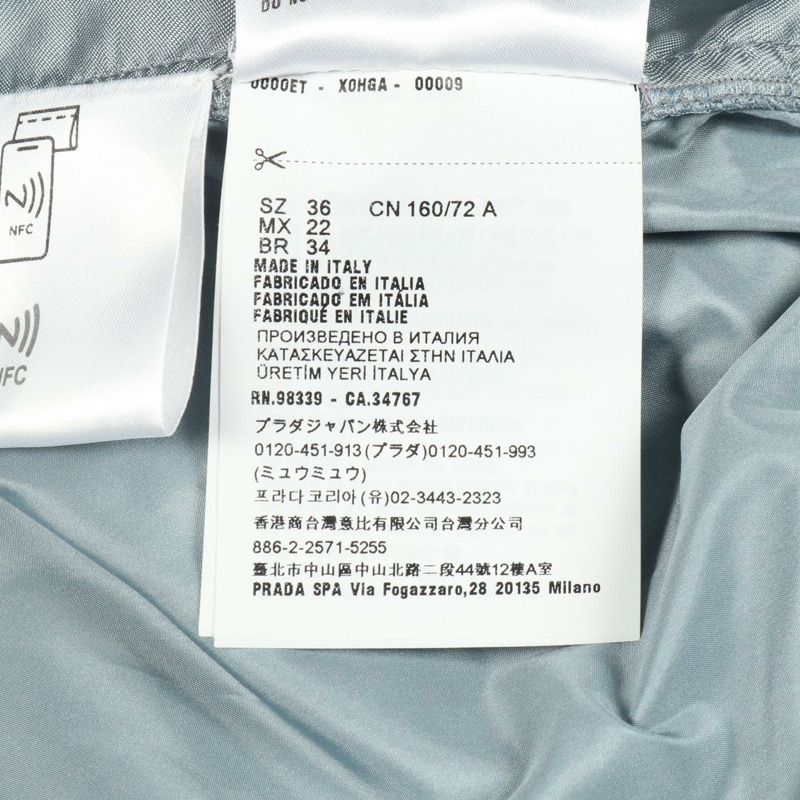 DO NO
NFC
NFC
- X0HGA - 00009
SZ 36 CN 160/72 A
MX 22
BR 34
MADE IN ITALY
FABRICADO EN ITALIA
FABRICADO EM ITÁLIA
FABRIQUÉ EN ITALIE
ПРОИЗВЕДЕНО В ИТАЛИЯ
ΚΑΤΑΣΚΕΥΑΖΕΤΑΙ ΣΤΗΝ ΙΤΑΛΙΑ
ÜRETİM YERİ İTALYA
RN.98339 - CA.34767
プラダジャパン株式会社
0120-451-913(プラダ)0120-451-993
(ミュウミュウ)
프라다코리아(유)02-3443-2323
香港商台灣意比有限公司台灣分公司
886-2-2571-5255
臺北市中山區中山北路二段44號12樓A室
PRADA SPA Via Fogazzaro,28 20135 Milano